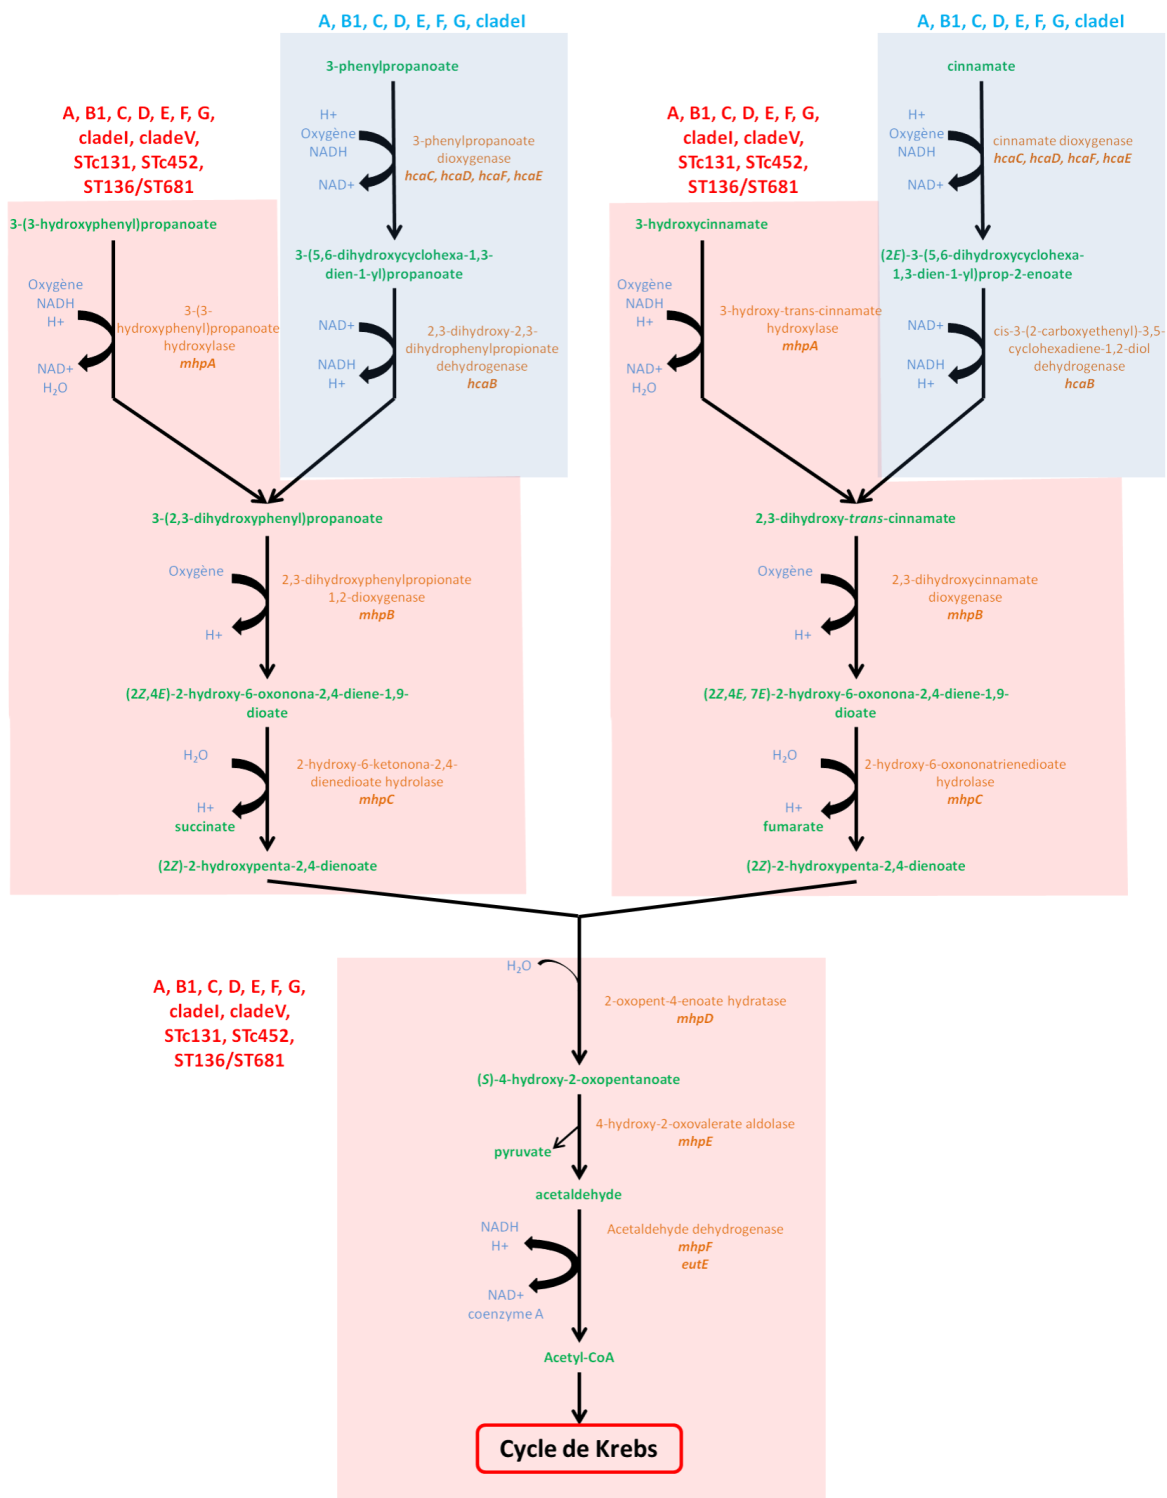 A, B1, C, D, E, F, G, cladeI
3-phenylpropanoate
H+
Oxygène
NADH
NAD+
3-phenylpropanoate
dioxygenase
hcaC, hcaD, hcaF, hcaE
A, B1, C, D, E, F, G,
cladeI, cladeV,
STc131, STc452,
ST136/ST681
3-(3-hydroxyphenyl)propanoate
Oxygène
NADH
H+
NAD+
H₂O
3-(3-
hydroxyphenyl)propanoate
hydroxylase
mhpA
3-(5,6-dihydroxycyclohexa-1,3-
dien-1-yl)propanoate
NAD+
NADH
H+
2,3-dihydroxy-2,3-
dihydrophenylpropionate
dehydrogenase
hcaB
3-(2,3-dihydroxyphenyl)propanoate
Oxygène
H+
2,3-dihydroxyphenylpropionate
1,2-dioxygenase
mhpB
(2Z,4E)-2-hydroxy-6-oxonona-2,4-diene-1,9-
dioate
H₂O
H+
succinate
2-hydroxy-6-ketonona-2,4-
dienedioate hydrolase
mhpC
(2Z)-2-hydroxypenta-2,4-dienoate
A, B1, C, D, E, F, G, cladeI
cinnamate
H+
Oxygène
NADH
NAD+
cinnamate dioxygenase
hcaC, hcaD, hcaF, hcaE
A, B1, C, D, E, F, G,
cladeI, cladeV,
STc131, STc452,
ST136/ST681
3-hydroxycinnamate
Oxygène
NADH
H+
NAD+
H₂O
3-hydroxy-trans-cinnamate
hydroxylase
mhpA
(2E)-3-(5,6-dihydroxycyclohexa-
1,3-dien-1-yl)prop-2-enoate
NAD+
NADH
H+
cis-3-(2-carboxyethenyl)-3,5-
cyclohexadiene-1,2-diol
dehydrogenase
hcaB
2,3-dihydroxy-trans-cinnamate
Oxygène
H+
2,3-dihydroxycinnamate
dioxygenase
mhpB
(2Z,4E, 7E)-2-hydroxy-6-oxonona-2,4-diene-1,9-
dioate
H₂O
H+
fumarate
2-hydroxy-6-oxononatrienedioate
hydrolase
mhpC
(2Z)-2-hydroxypenta-2,4-dienoate
A, B1, C, D, E, F, G,
cladeI, cladeV,
STc131, STc452,
ST136/ST681
H₂O
2-oxopent-4-enoate hydratase
mhpD
(S)-4-hydroxy-2-oxopentanoate
4-hydroxy-2-oxovalerate aldolase
mhpE
pyruvate
acetaldehyde
NADH
H+
NAD+
coenzyme A
Acetaldehyde dehydrogenase
mhpF
eutE
Acetyl-CoA
Cycle de Krebs